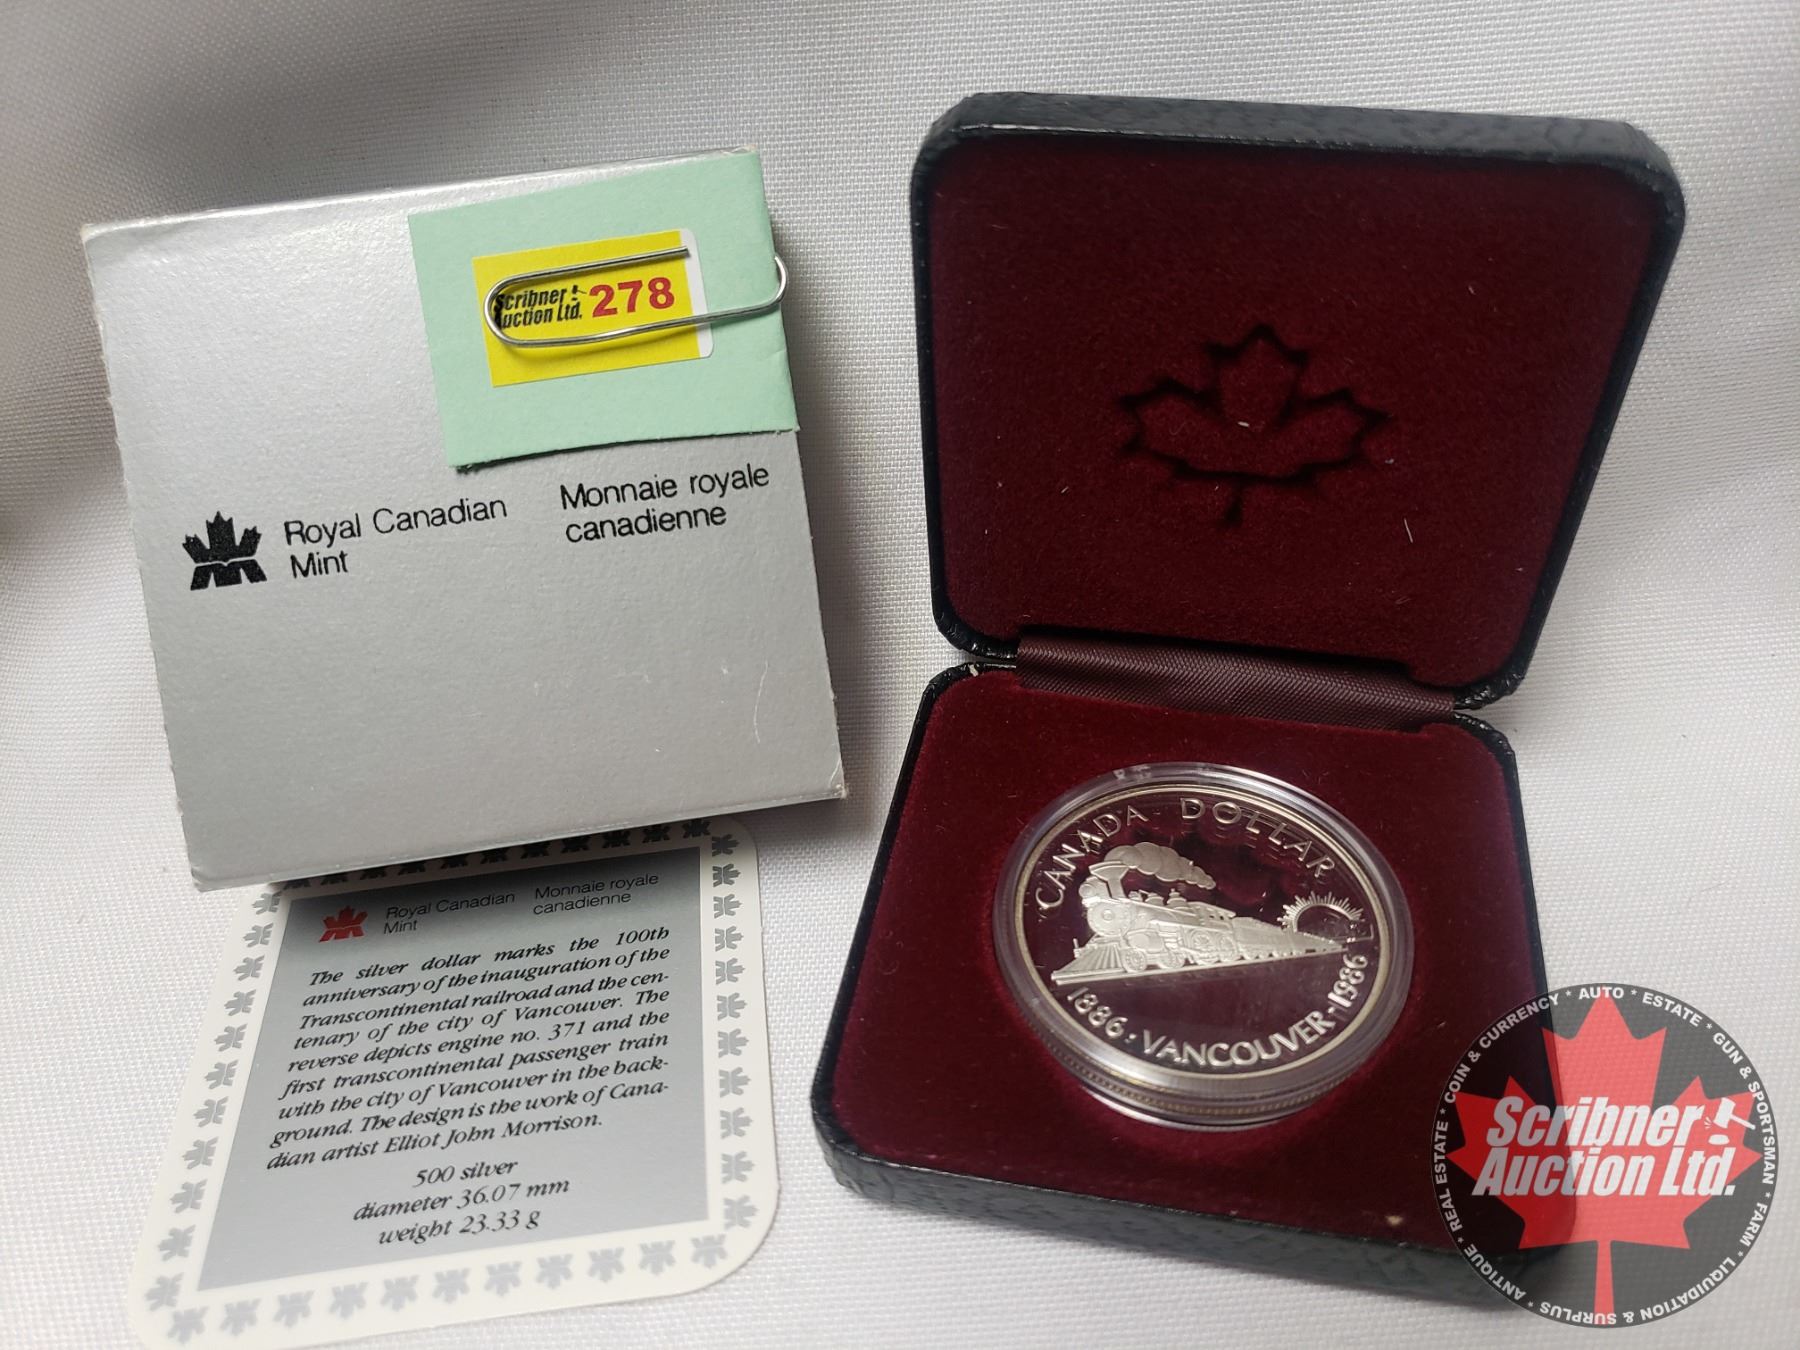 Scribner
Auction Ltd.
278
Royal Canadian
Mint
Monnaie royale
canadienne
Royal Canadian
Mint
Monnaie royale
canadienne
The silver dollar marks the 100th
anniversary of the inauguration of the
Transcontinental railroad and the cen-
tenary of the city of Vancouver. The
reverse depicts engine no. 371 and the
first transcontinental passenger train
with the city of Vancouver in the back-
ground. The design is the work of Cana-
dian artist Elliot John Morrison.
500 silver
diameter 36.07 mm
weight 23.33 g
CANADA DOLLAR
1886 · VANCOUVER · 1986
Scribner
Auction Ltd.
* ANTIQUE * REAL ESTATE * COIN & CURRENCY * AUTO * ESTATE * GUN & SPORTSMAN * FARM * LIQUIDATION & SURPLUS